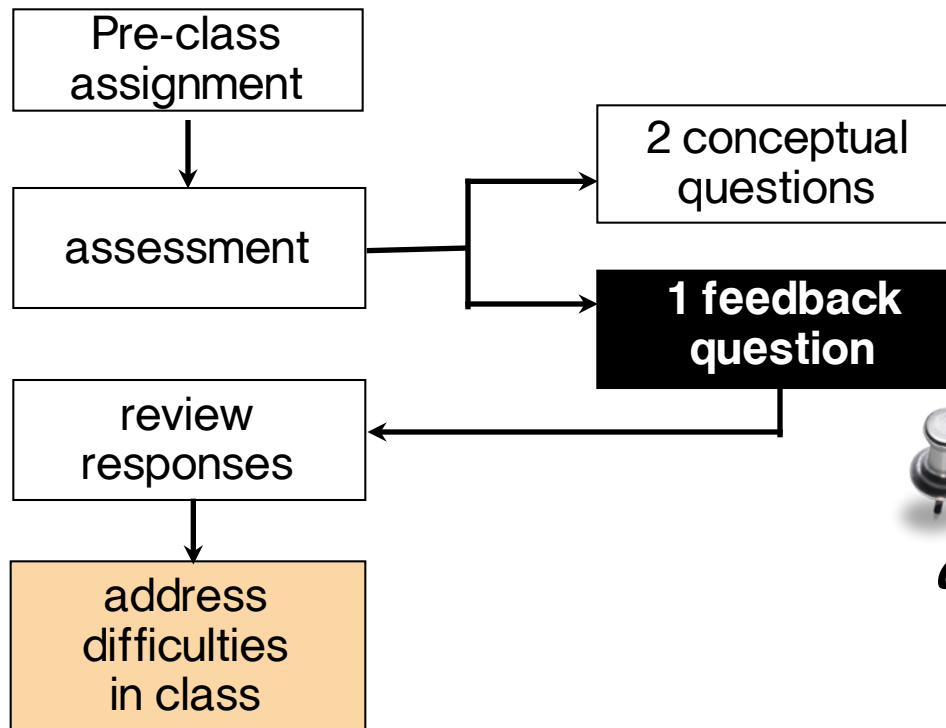 Pre-class
assignment
assessment
2 conceptual
questions
1 feedback
question
review
responses
address
difficulties
in class